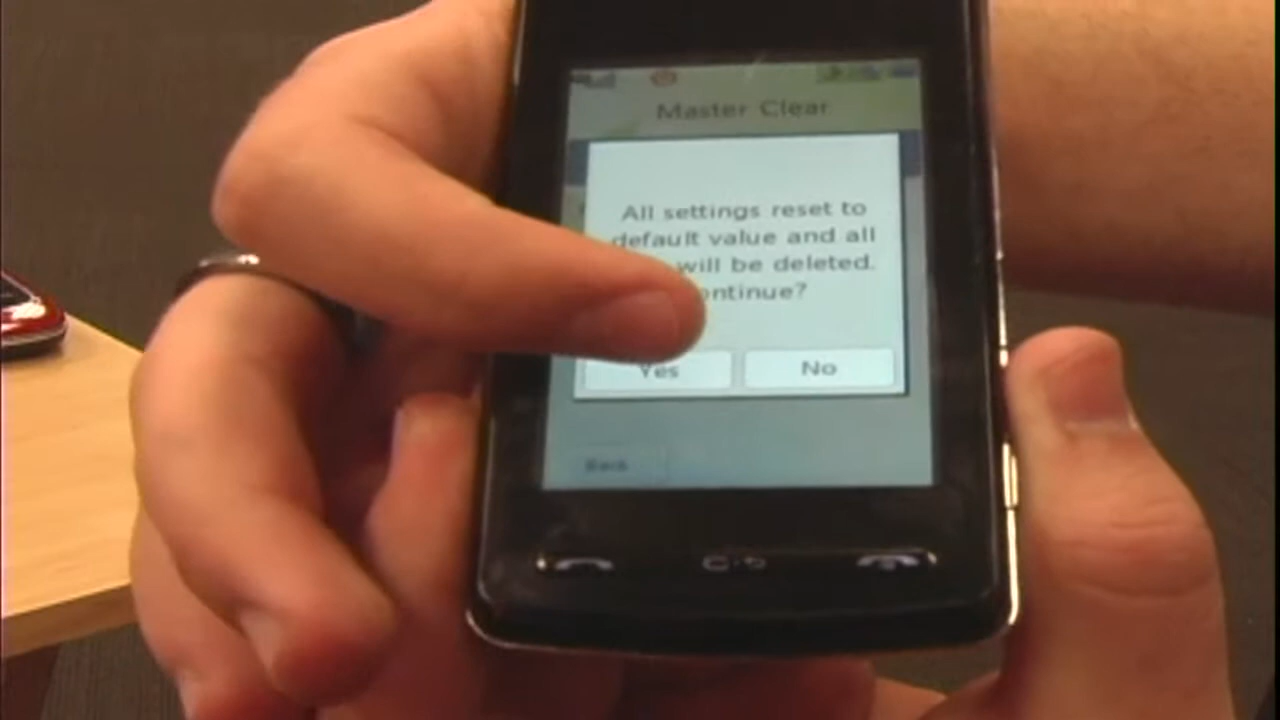 Master Clear
All settings reset to
default value and all
will be deleted.
ontinue?
Yes
No
Back